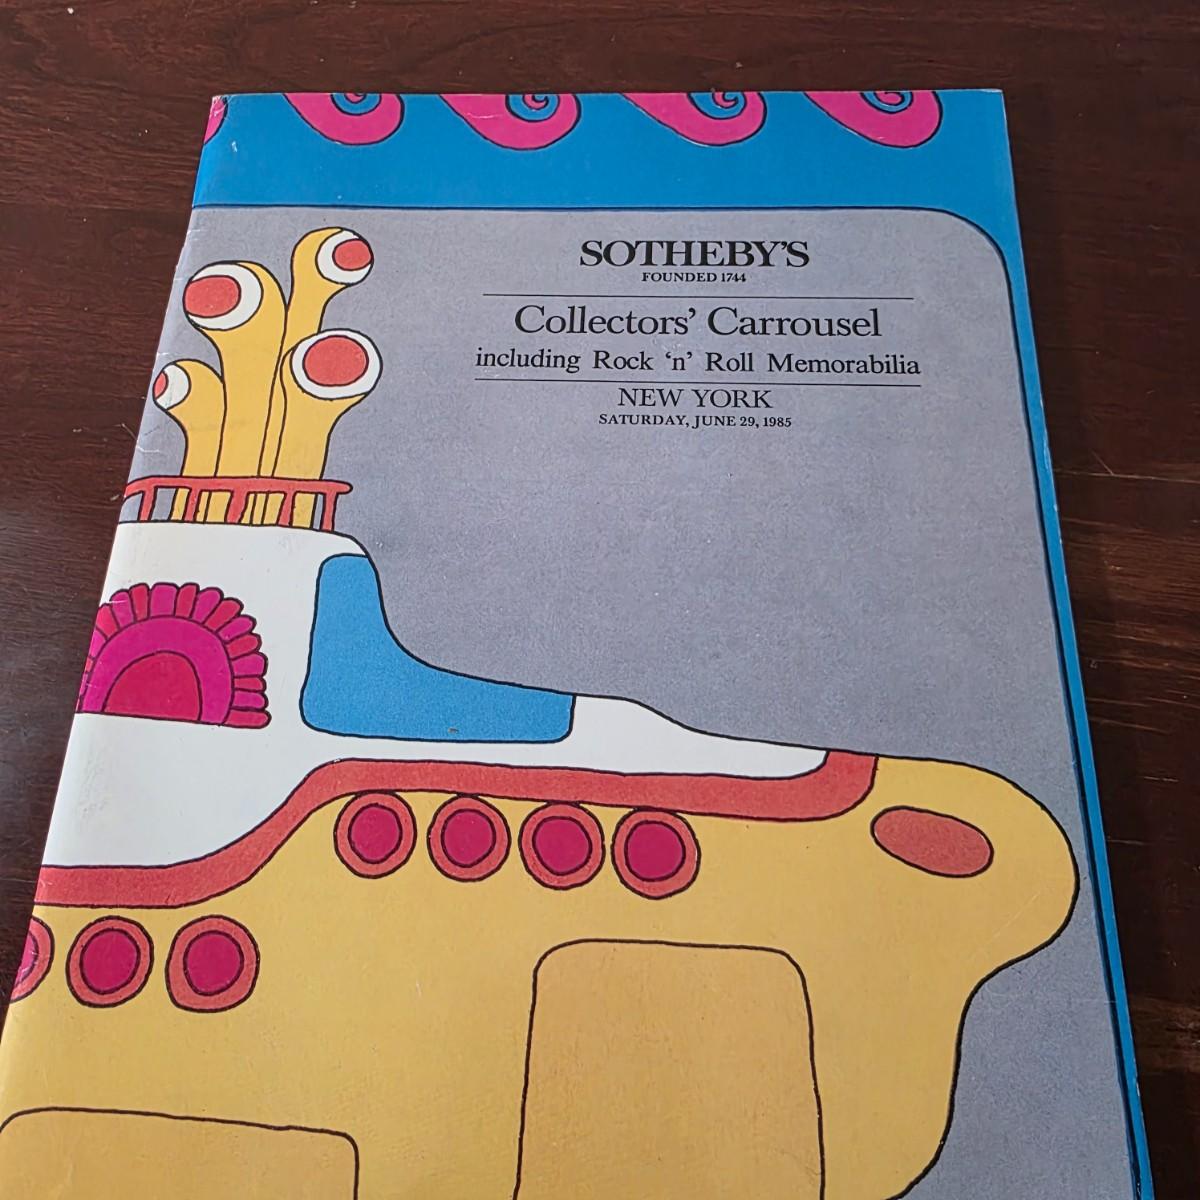 SOTHEBY'S
FOUNDED 1744
Collectors’ Carrousel
including Rock ‘n’ Roll Memorabilia
NEW YORK
SATURDAY, JUNE 29, 1985